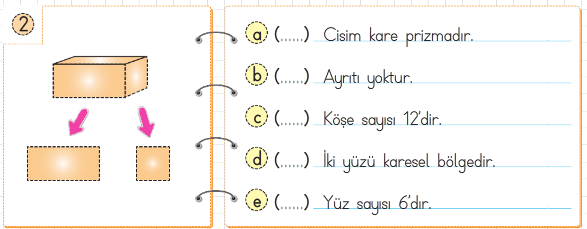 2
a (.....) Cisim kare prizmadır.
b (.....) Ayrıtı yoktur.
c (.....) Köşe sayısı 12'dir.
d (.....) İki yüzü karesel bölgedir.
e (.....) Yüz sayısı 6'dır.